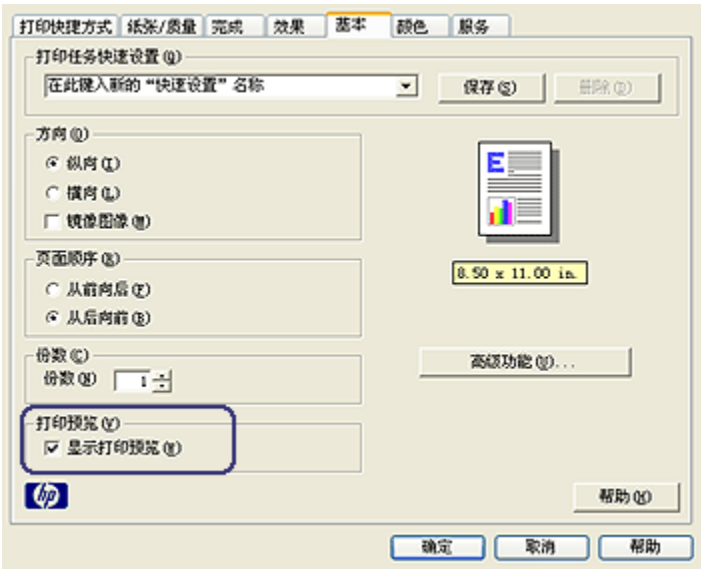 打印快捷方式 纸张/质量 完成 效果 基本 颜色 服务
打印任务快速设置(Q)
在此键入新的“快速设置”名称 保存(S) 删除(D)
方向(O)
纵向(T)
横向(L)
镜像图像(M)
E
8.50 x 11.00 in.
页面顺序(R)
从前向后(F)
从后向前(B)
份数(C)
份数(N) 1
高级功能(U)...
打印预览(V)
显示打印预览(W)
hp 帮助(H)
确定 取消 帮助